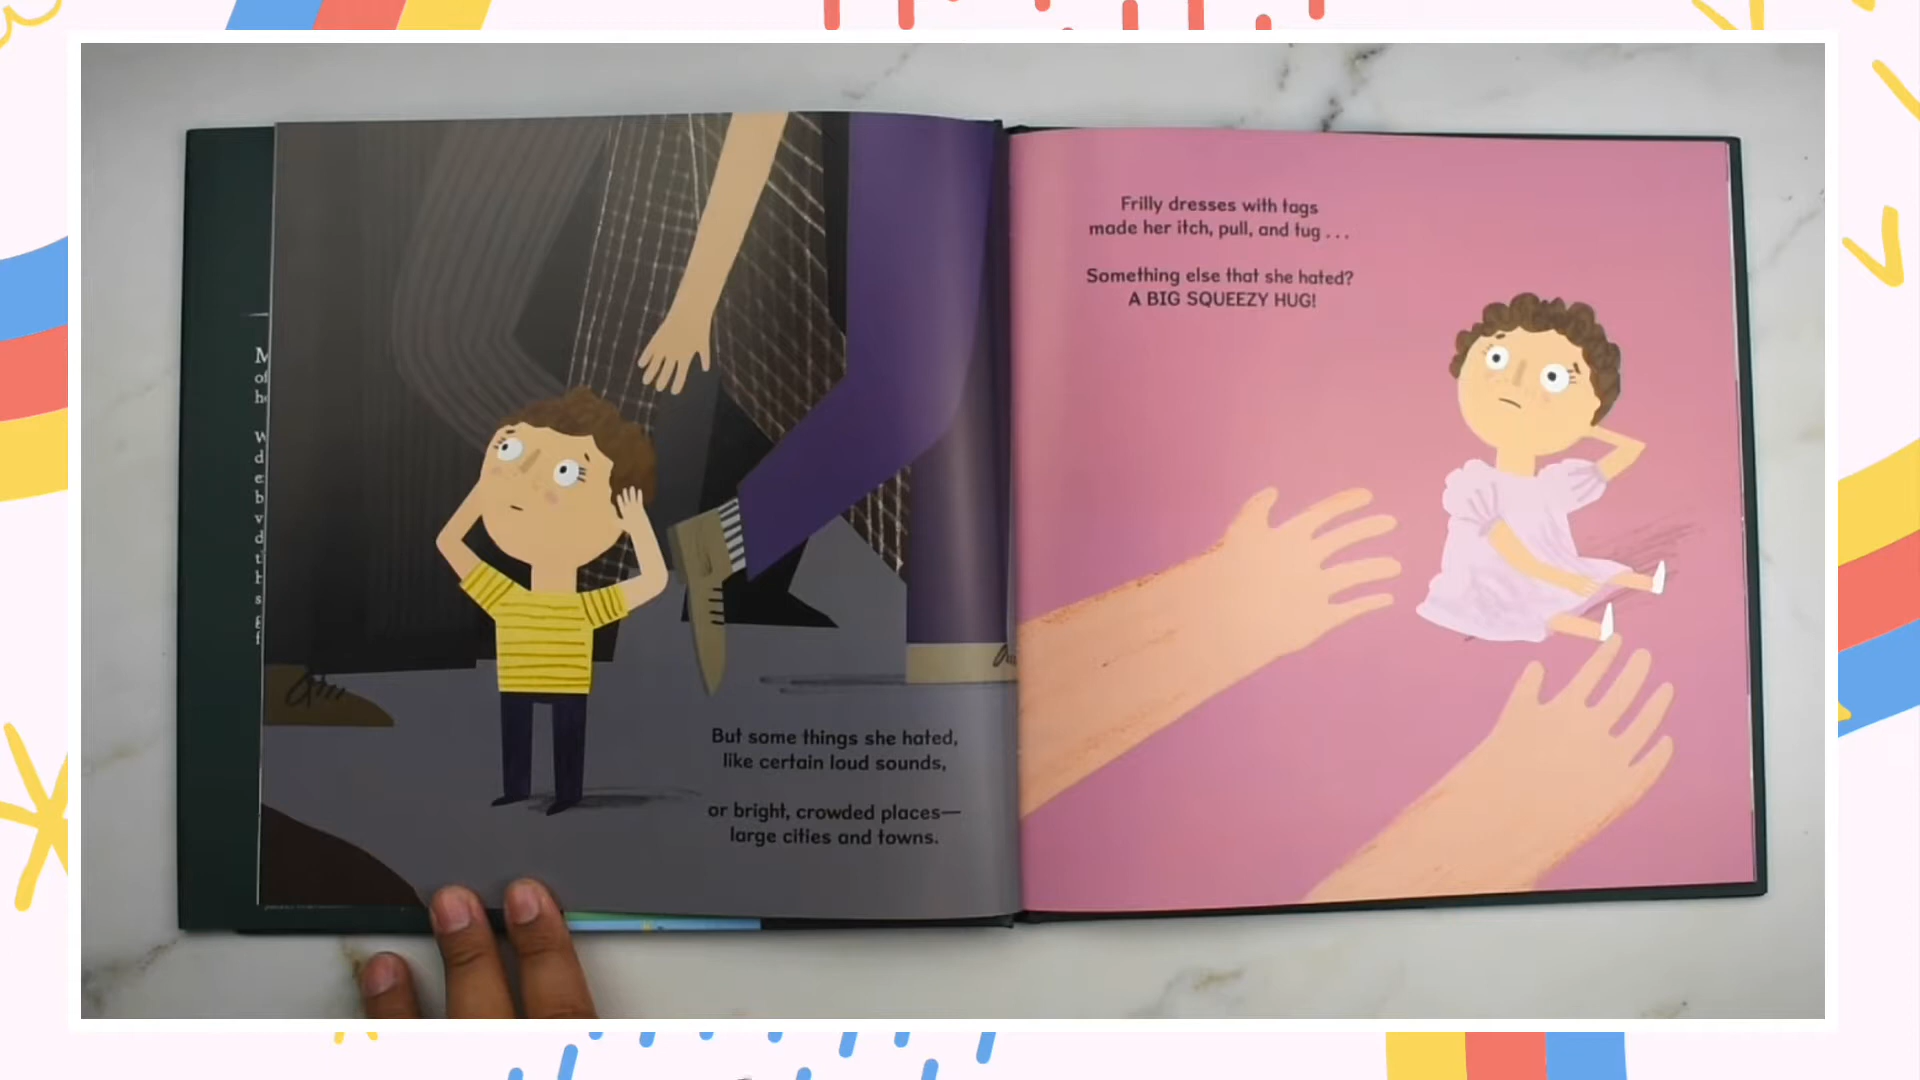 But some things she hated,
like certain loud sounds,
or bright, crowded places—
large cities and towns.
Frilly dresses with tags
made her itch, pull, and tug . . .
Something else that she hated?
A BIG SQUEEZY HUG!